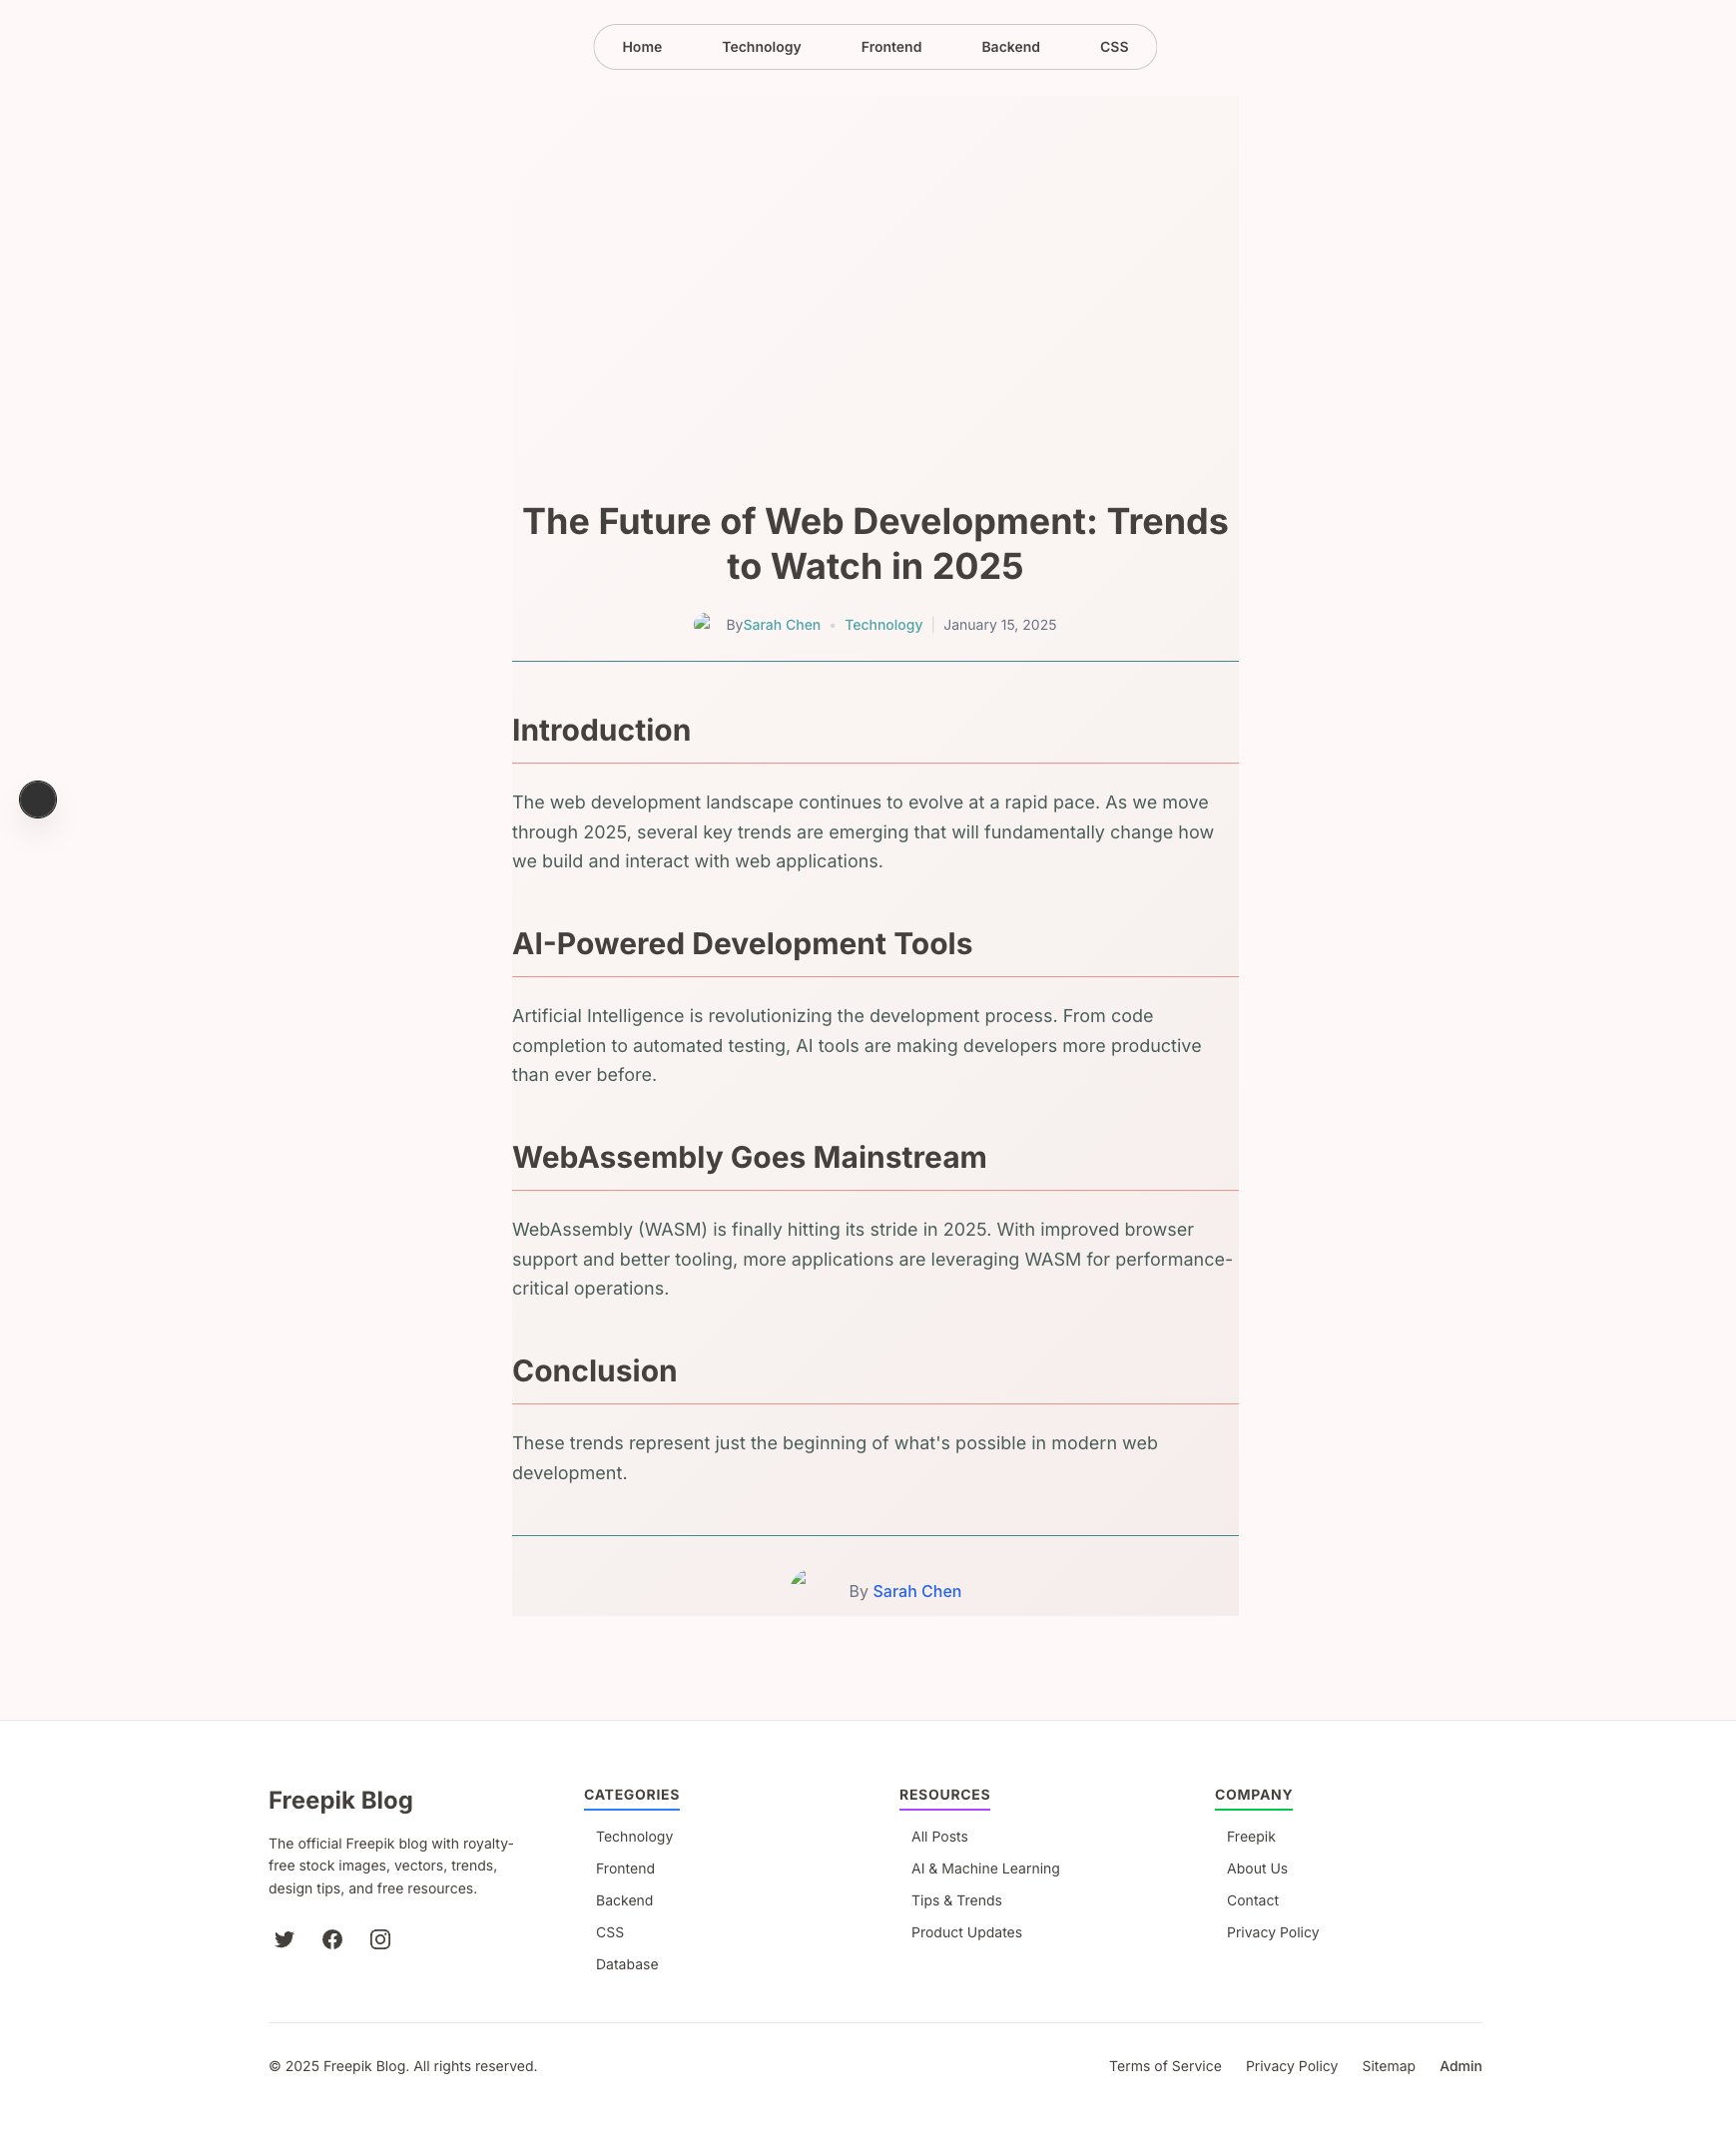 Home Technology Frontend Backend CSS
The Future of Web Development: Trends
to Watch in 2025
BySarah Chen • Technology | January 15, 2025
Introduction
The web development landscape continues to evolve at a rapid pace. As we move
through 2025, several key trends are emerging that will fundamentally change how
we build and interact with web applications.
AI-Powered Development Tools
Artificial Intelligence is revolutionizing the development process. From code
completion to automated testing, AI tools are making developers more productive
than ever before.
WebAssembly Goes Mainstream
WebAssembly (WASM) is finally hitting its stride in 2025. With improved browser
support and better tooling, more applications are leveraging WASM for performance-
critical operations.
Conclusion
These trends represent just the beginning of what's possible in modern web
development.
By Sarah Chen
Freepik Blog
The official Freepik blog with royalty-
free stock images, vectors, trends,
design tips, and free resources.
CATEGORIES
Technology
Frontend
Backend
CSS
Database
RESOURCES
All Posts
AI & Machine Learning
Tips & Trends
Product Updates
COMPANY
Freepik
About Us
Contact
Privacy Policy
© 2025 Freepik Blog. All rights reserved.
Terms of Service Privacy Policy Sitemap Admin